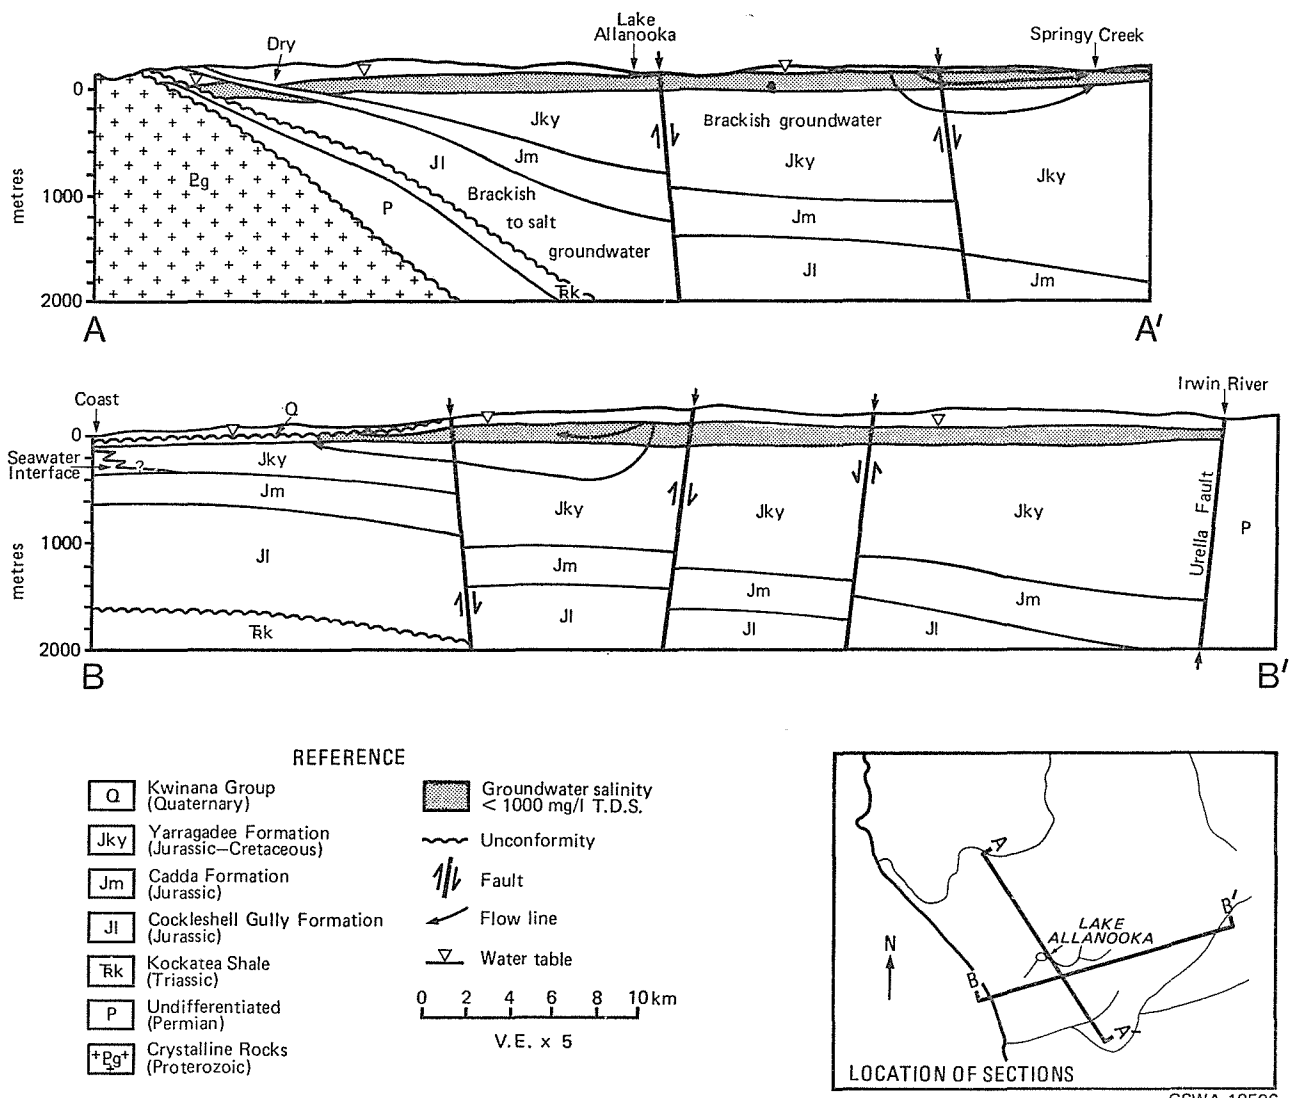 Lake
Allanooka
Dry
Springy Creek
0
1000
2000
metres
Pg
P
Jl
Jm
Jky
Brackish
to salt
groundwater
Ꞓk
Brackish groundwater
Jky
Jm
Jl
Jky
Jm
A
A'
Coast
Q
Irwin River
0
Seawater
Interface
?
1000
2000
metres
Jky
Jm
Jl
Ŧk
Jky
Jm
Jl
Jky
Jm
Jl
Jky
Jm
Jl
Urella Fault
P
B
B'
REFERENCE
Q Kwinana Group
(Quaternary)
Jky Yarragadee Formation
(Jurassic–Cretaceous)
Jm Cadda Formation
(Jurassic)
Jl Cockleshell Gully Formation
(Jurassic)
Ŧk Kockatea Shale
(Triassic)
P Undifferentiated
(Permian)
Pg Crystalline Rocks
(Proterozoic)
Groundwater salinity
< 1000 mg/l T.D.S.
Unconformity
Fault
Flow line
Water table
0 2 4 6 8 10 km
V.E. x 5
A
B'
LAKE
ALLANOOKA
N
B
A'
LOCATION OF SECTIONS